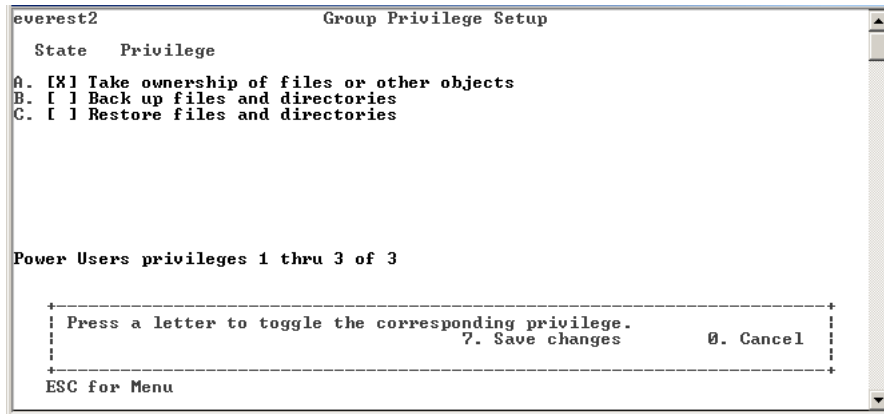 everest2 Group Privilege Setup
State Privilege
A. [X] Take ownership of files or other objects
B. [ ] Back up files and directories
C. [ ] Restore files and directories
Power Users privileges 1 thru 3 of 3
Press a letter to toggle the corresponding privilege.
7. Save changes 0. Cancel
ESC for Menu